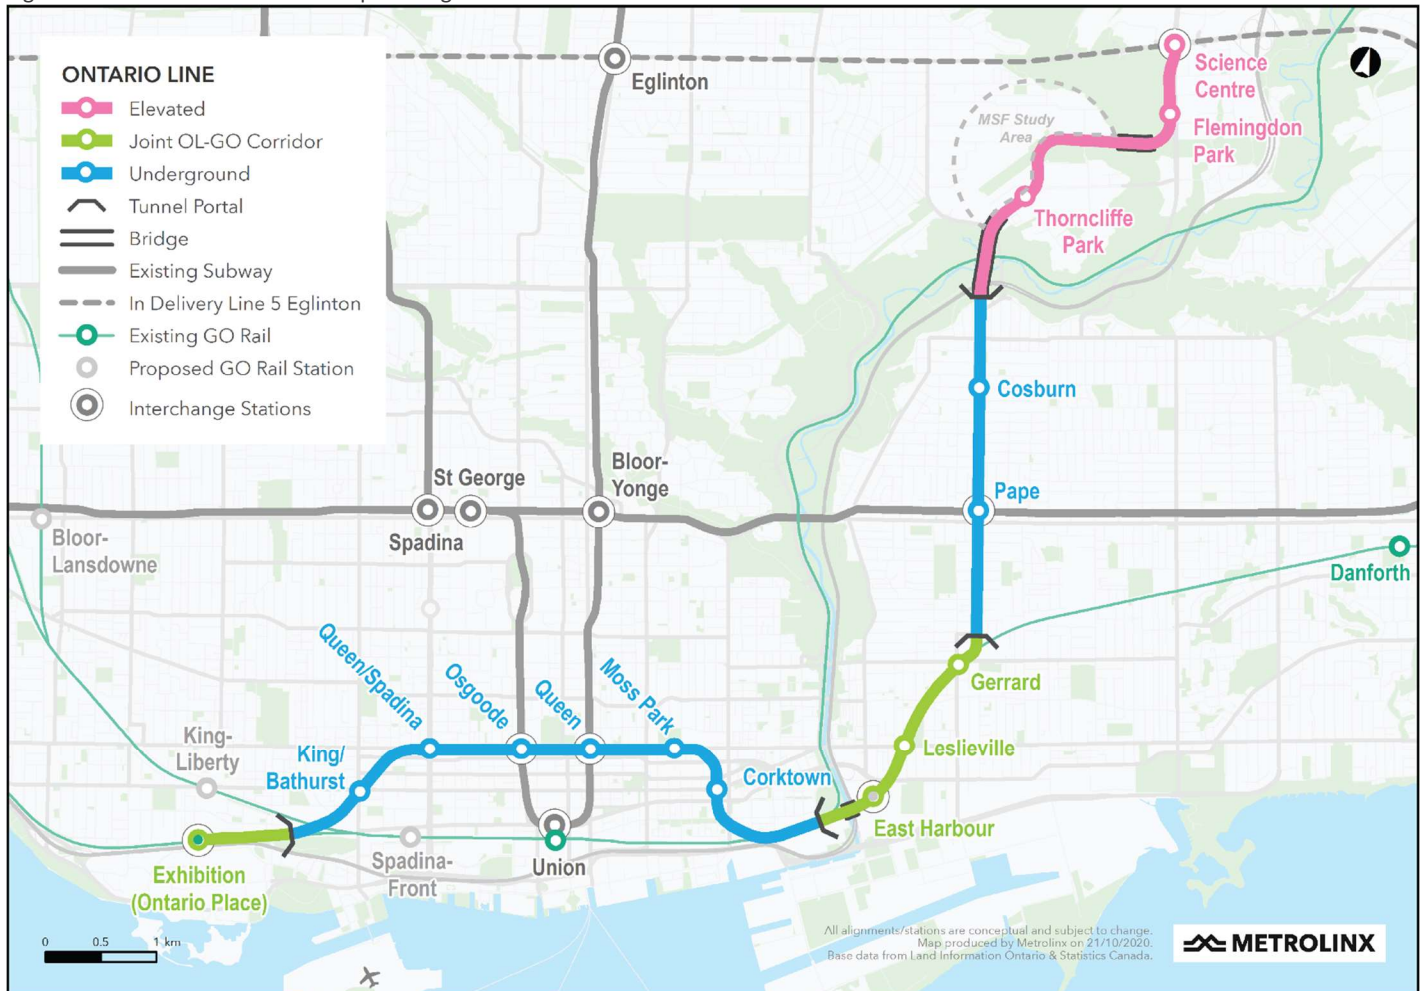 ONTARIO LINE
Elevated
Joint OL-GO Corridor
Underground
Tunnel Portal
Bridge
Existing Subway
In Delivery Line 5 Eglinton
Existing GO Rail
Proposed GO Rail Station
Interchange Stations
Eglinton
Science
Centre
MSF Study
Area
Flemingdon
Park
Thorncliffe
Park
Cosburn
St George
Bloor-
Yonge
Pape
Spadina
Bloor-
Lansdowne
Danforth
Queen/Spadina
Osgoode
Queen
Moss Park
Gerrard
King-
Liberty
King/
Bathurst
Leslieville
Corktown
East Harbour
Exhibition
(Ontario Place)
Spadina-
Front
Union
0 0.5 1 km
All alignments/stations are conceptual and subject to change.
Map produced by Metrolinx on 21/10/2020.
Base data from Land Information Ontario & Statistics Canada.
METROLINX